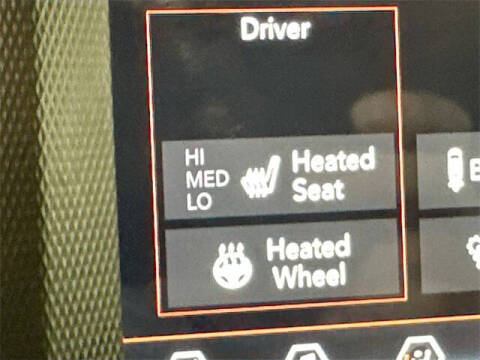 Driver
HI
MED
LO
Heated
Seat
Heated
Wheel